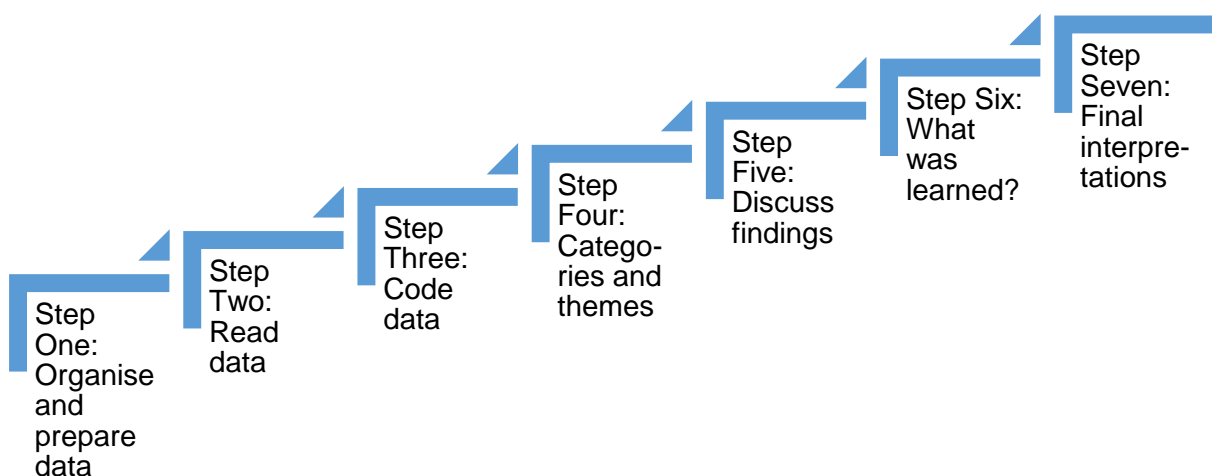 Step
One:
Organise
and
prepare
data
Step
Two:
Read
data
Step
Three:
Code
data
Step
Four:
Catego-
ries and
themes
Step
Five:
Discuss
findings
Step Six:
What
was
learned?
Step
Seven:
Final
interpre-
tations